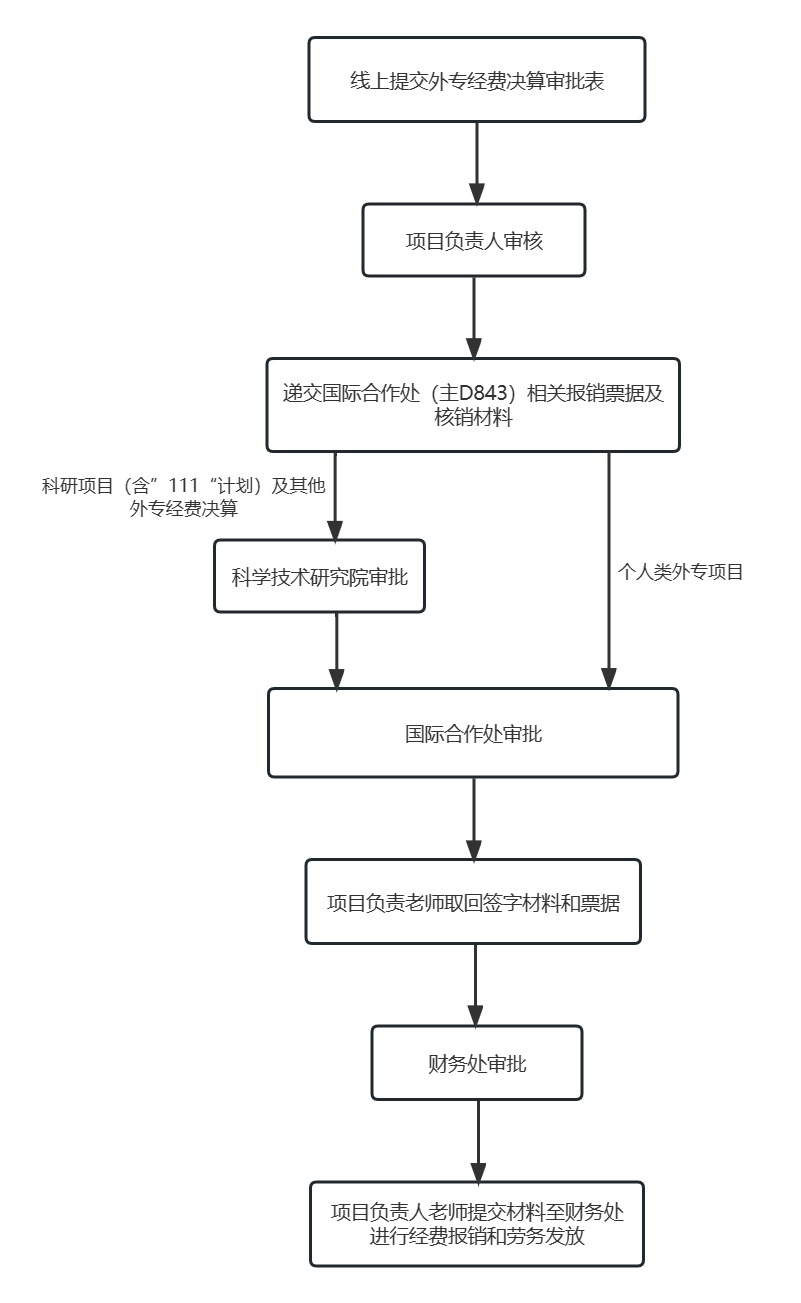 线上提交外专经费决算审批表
项目负责人审核
递交国际合作处（主D843）相关报销票据及
核销材料
科研项目（含”111“计划）及其他
外专经费决算
科学技术研究院审批
个人类外专项目
国际合作处审批
项目负责老师取回签字材料和票据
财务处审批
项目负责人老师提交材料至财务处
进行经费报销和劳务发放